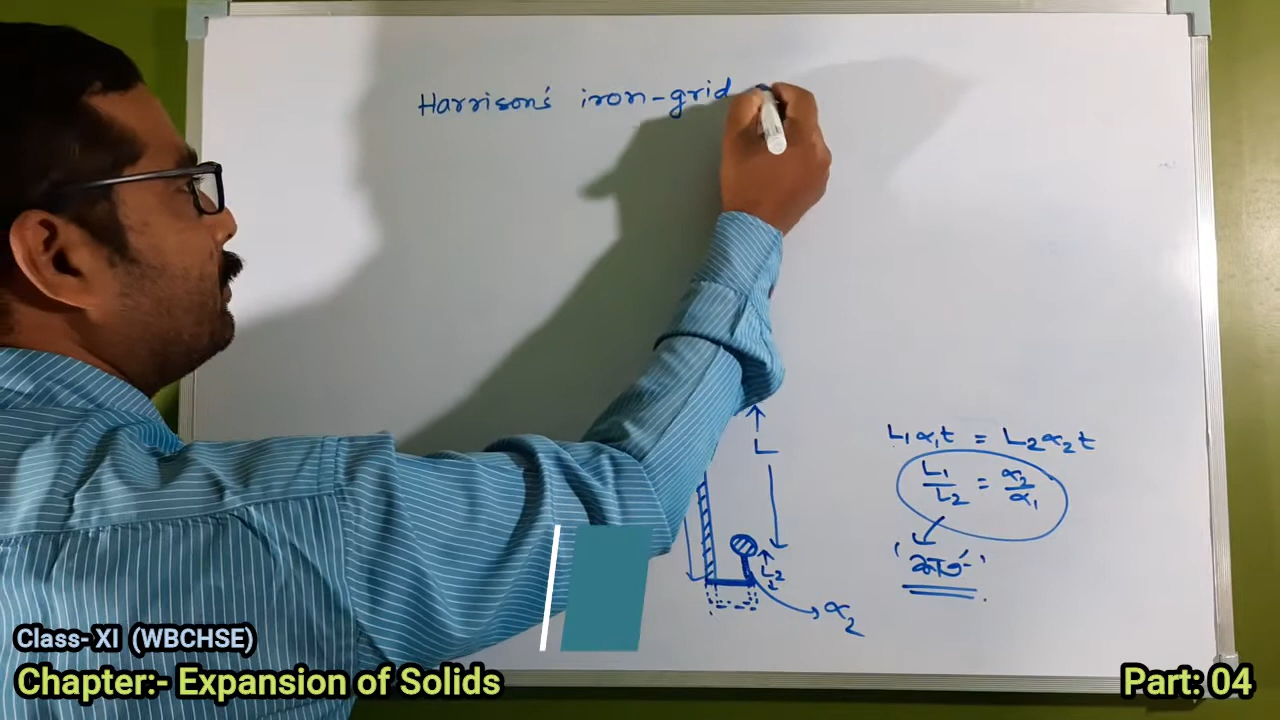 Harrison's iron-grid
L
L₁α₁t = L₂α₂t
L₁/L₂ = α₂/α₁
L₂
'শর্ত'
α₂
Class- XI (WBCHSE)
Chapter:- Expansion of Solids
Part: 04